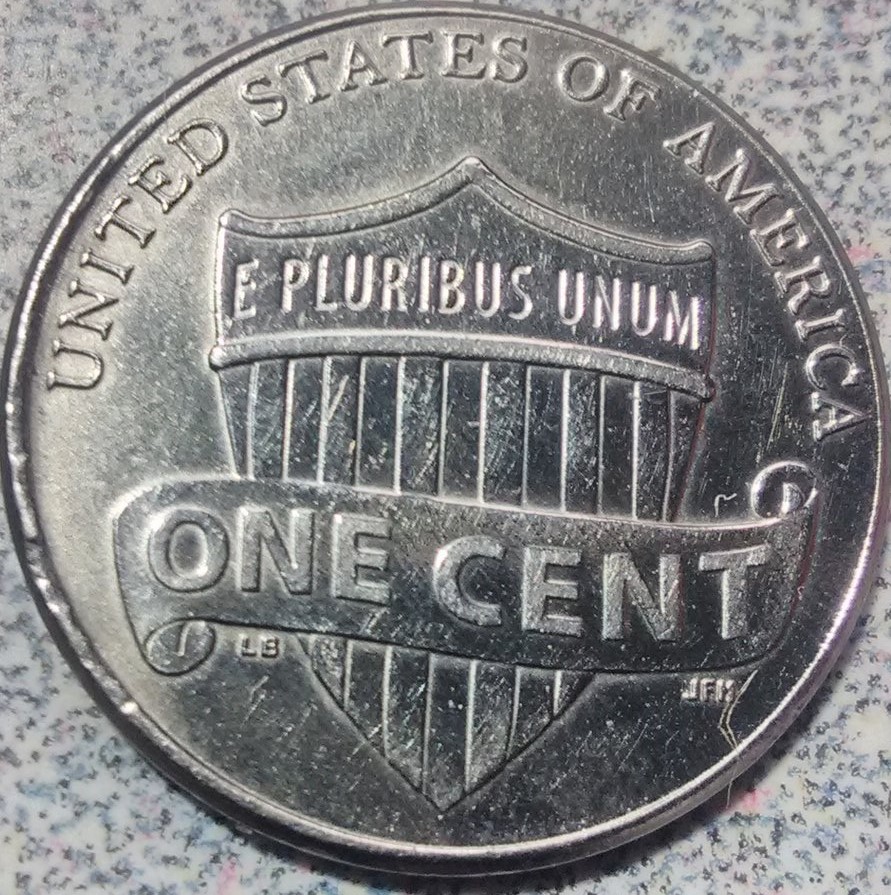 UNITED STATES OF AMERICA
E PLURIBUS UNUM
ONE CENT
LB
JFM